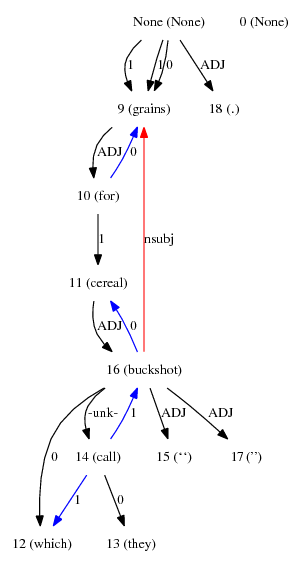 None (None) 0 (None)
1 1 0 ADJ
9 (grains) 18 (.)
ADJ 0
10 (for)
1 nsubj
11 (cereal)
ADJ 0
16 (buckshot)
0 -unk- 1 ADJ ADJ
14 (call) 15 (‘‘) 17 (’’)
1 0
12 (which) 13 (they)